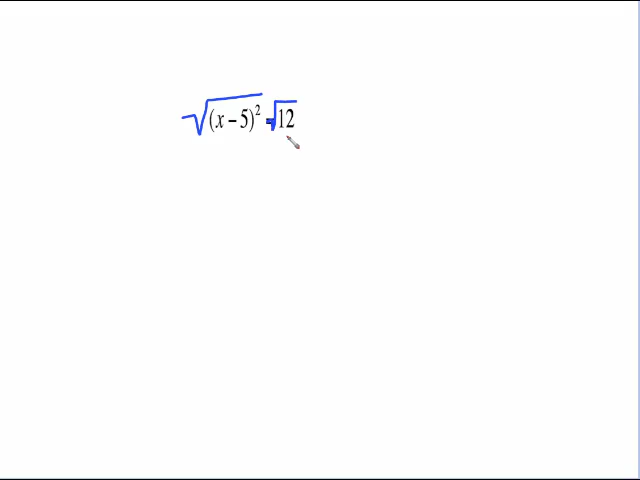 √(x − 5)² = √12